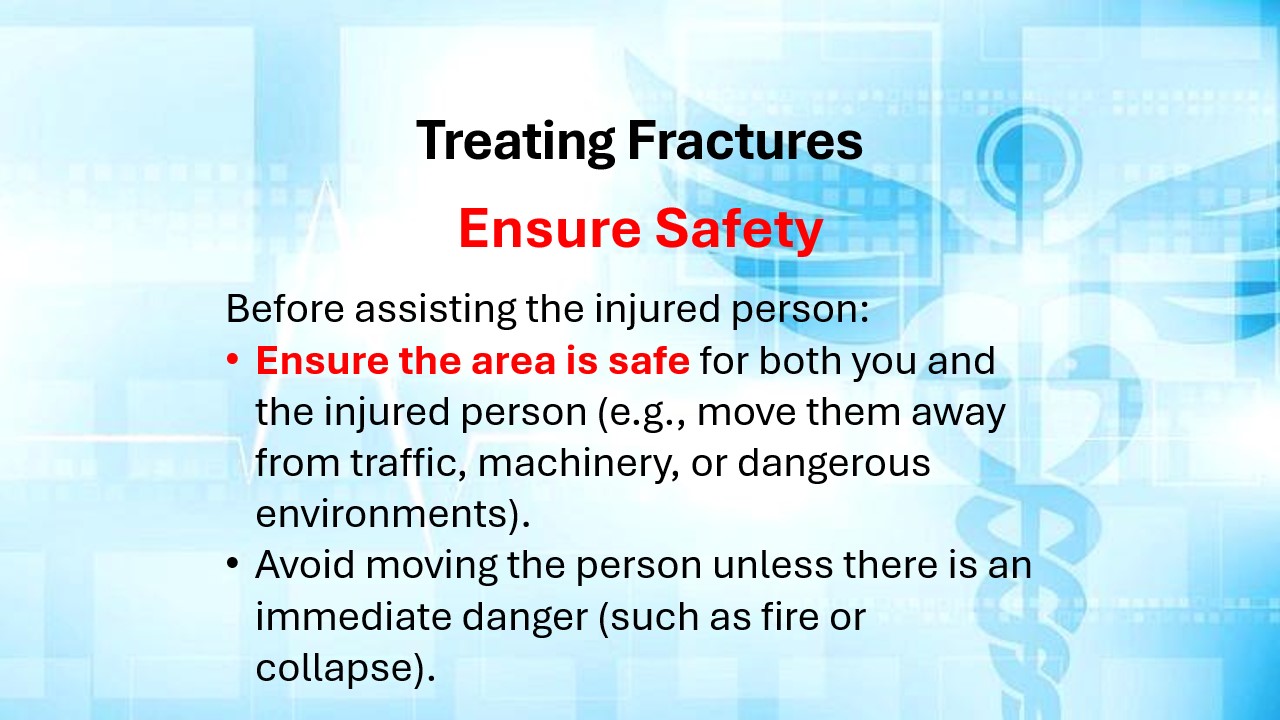 Treating Fractures
Ensure Safety
Before assisting the injured person:
• Ensure the area is safe for both you and
the injured person (e.g., move them away
from traffic, machinery, or dangerous
environments).
• Avoid moving the person unless there is an
immediate danger (such as fire or
collapse).